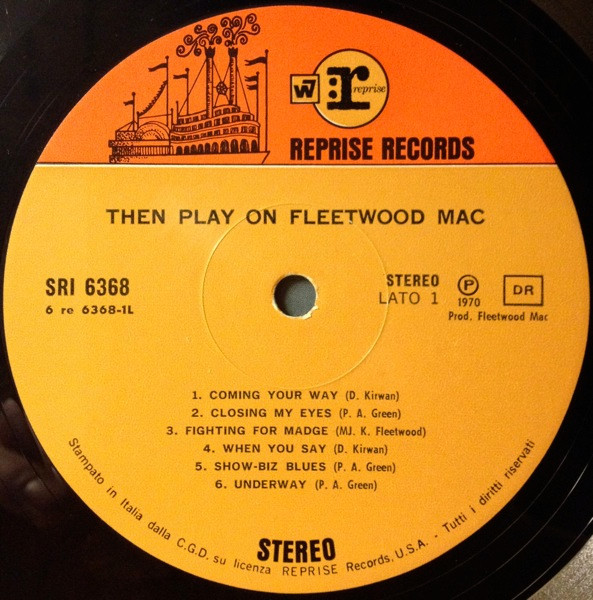 W7
r reprise
REPRISE RECORDS
THEN PLAY ON FLEETWOOD MAC
SRI 6368
6 re 6368-1L
STEREO
LATO 1
P
1970
DR
Prod. Fleetwood Mac
1. COMING YOUR WAY (D. Kirwan)
2. CLOSING MY EYES (P. A. Green)
3. FIGHTING FOR MADGE (MJ. K. Fleetwood)
4. WHEN YOU SAY (D. Kirwan)
5. SHOW-BIZ BLUES (P. A. Green)
6. UNDERWAY (P. A. Green)
STEREO
Stampato in Italia dalla C.G.D. su licenza REPRISE Records, U.S.A. - Tutti i diritti riservati